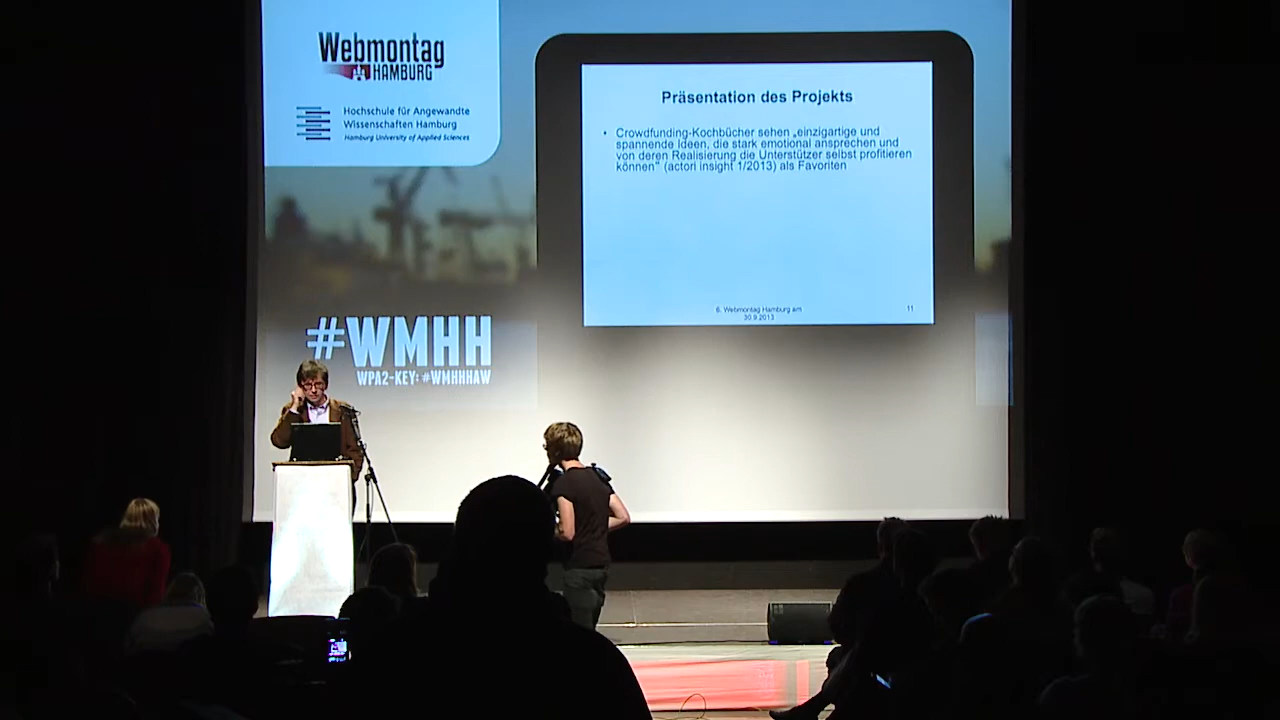 Webmontag
HAMBURG
Hochschule für Angewandte
Wissenschaften Hamburg
Hamburg University of Applied Sciences
#WMHH
WPA2-KEY: #WMHHHAW
Präsentation des Projekts
• Crowdfunding-Kochbücher sehen „einzigartige und
spannende Ideen, die stark emotional ansprechen und
von deren Realisierung die Unterstützer selbst profitieren
können“ (actori insight 1/2013) als Favoriten
6. Webmontag Hamburg am
30.9.2013
11